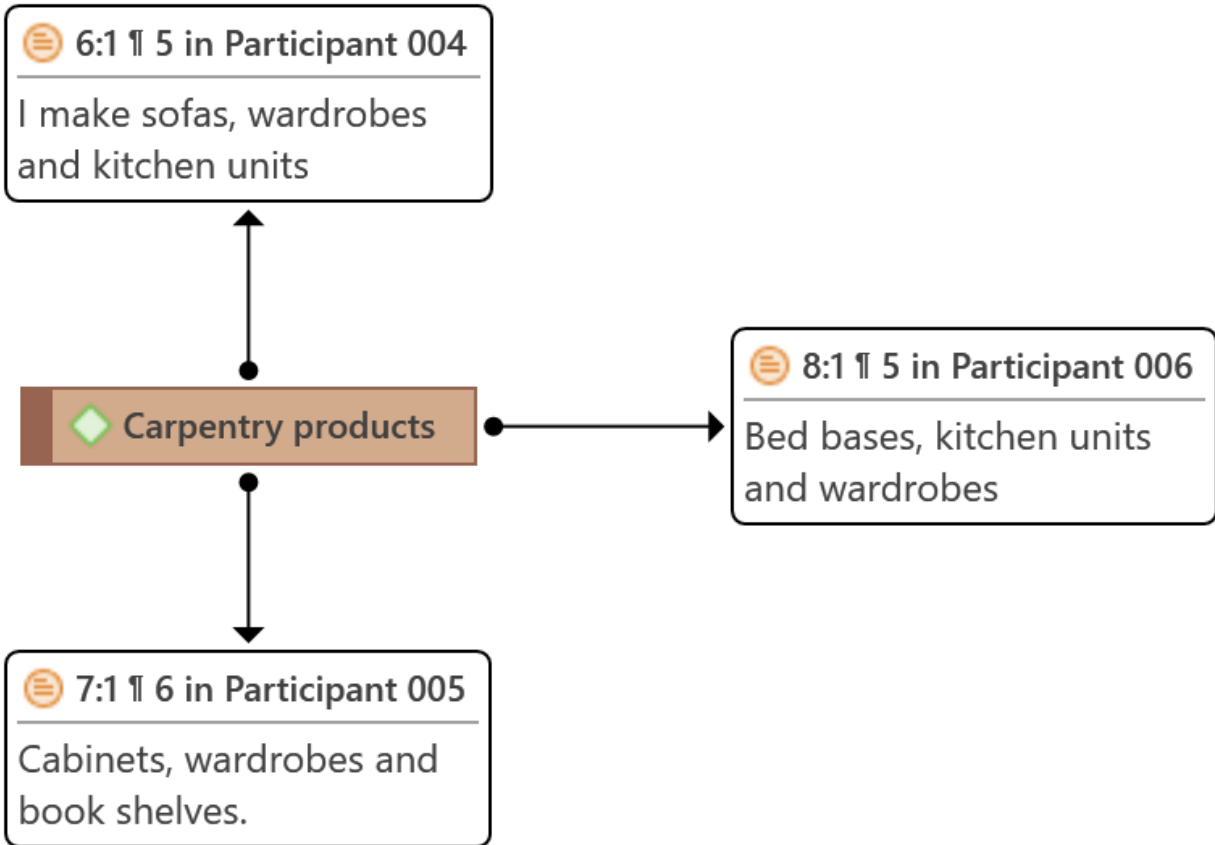 6:1 ¶ 5 in Participant 004
I make sofas, wardrobes
and kitchen units
Carpentry products
8:1 ¶ 5 in Participant 006
Bed bases, kitchen units
and wardrobes
7:1 ¶ 6 in Participant 005
Cabinets, wardrobes and
book shelves.